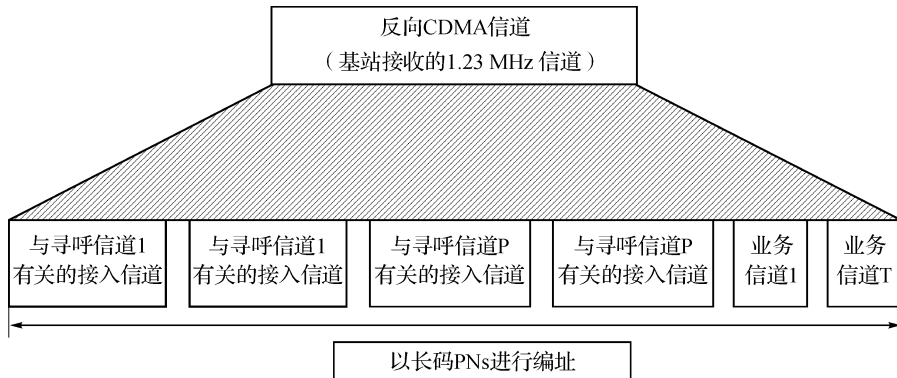 反向CDMA信道
（基站接收的1.23 MHz 信道）
与寻呼信道1
有关的接入信道
与寻呼信道1
有关的接入信道
与寻呼信道P
有关的接入信道
与寻呼信道P
有关的接入信道
业务
信道1
业务
信道T
以长码PNs进行编址